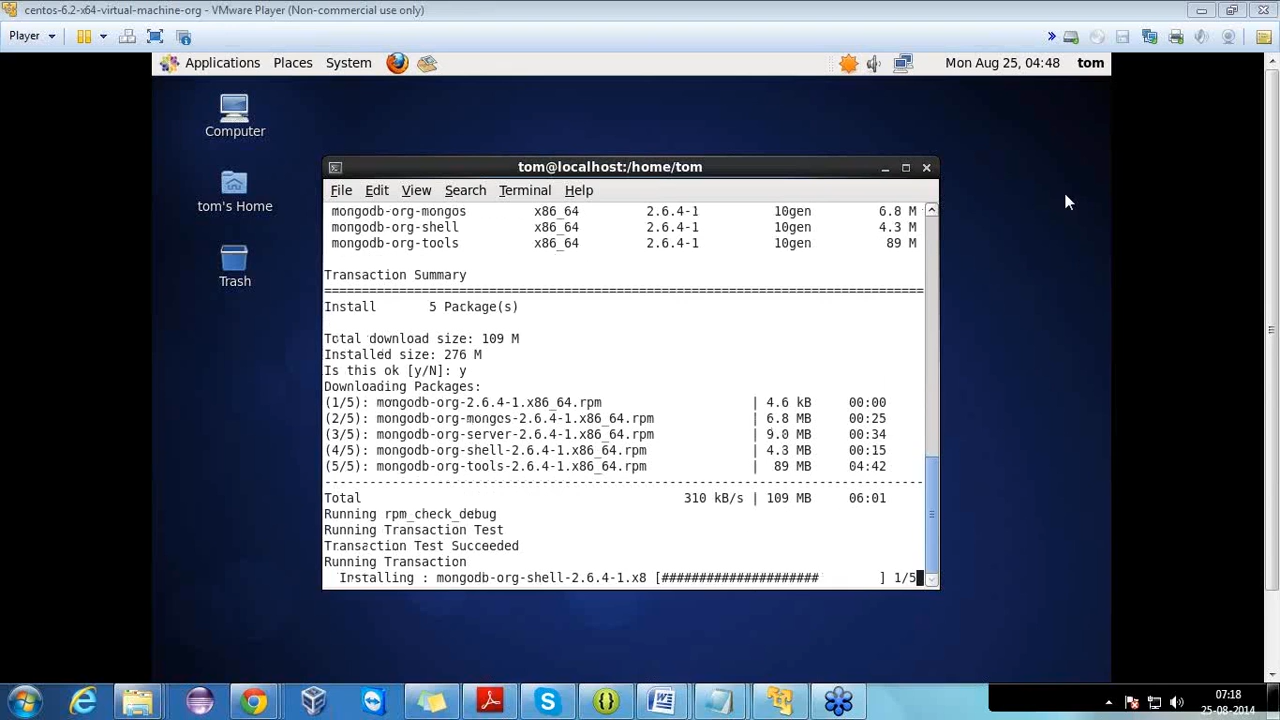 centos-6.2-x64-virtual-machine-org - VMware Player (Non-commercial use only)
Player
Applications Places System Mon Aug 25, 04:48 tom
Computer
tom's Home
Trash
tom@localhost:/home/tom
File Edit View Search Terminal Help
mongodb-org-mongos x86_64 2.6.4-1 10gen 6.8 M
mongodb-org-shell x86_64 2.6.4-1 10gen 4.3 M
mongodb-org-tools x86_64 2.6.4-1 10gen 89 M
Transaction Summary
================================================================================
Install 5 Package(s)
Total download size: 109 M
Installed size: 276 M
Is this ok [y/N]: y
Downloading Packages:
(1/5): mongodb-org-2.6.4-1.x86_64.rpm | 4.6 kB 00:00
(2/5): mongodb-org-mongos-2.6.4-1.x86_64.rpm | 6.8 MB 00:25
(3/5): mongodb-org-server-2.6.4-1.x86_64.rpm | 9.0 MB 00:34
(4/5): mongodb-org-shell-2.6.4-1.x86_64.rpm | 4.3 MB 00:15
(5/5): mongodb-org-tools-2.6.4-1.x86_64.rpm | 89 MB 04:42
--------------------------------------------------------------------------------
Total 310 kB/s | 109 MB 06:01
Running rpm_check_debug
Running Transaction Test
Transaction Test Succeeded
Running Transaction
Installing : mongodb-org-shell-2.6.4-1.x8 [##################### ] 1/5
07:18
25-08-2014